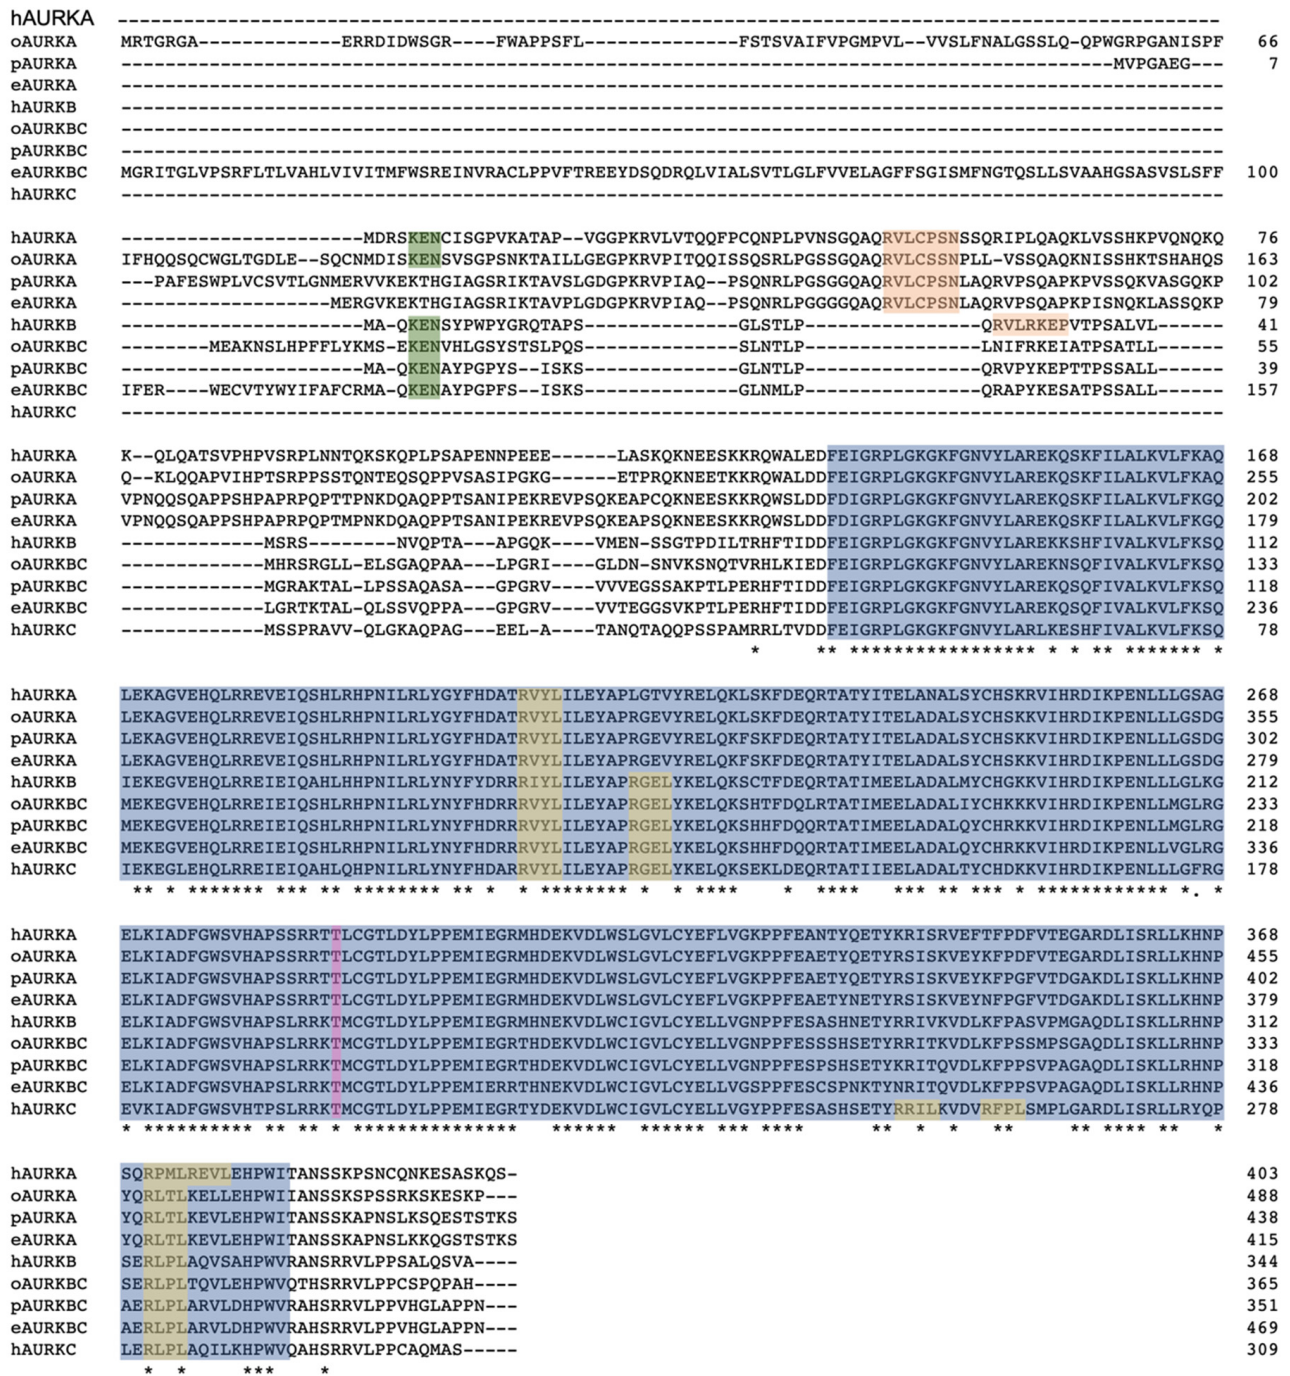 hAURKA ----------------------------------------------------------------------------------------------------
oAURKA MRTGRGA-------------ERRDIDWSGR----FWAPPSFL--------------FSTSVAIFVPGMPVL--VVSLFNALGSSLQ-QPWGRPGANISPF 66
pAURKA ------------------------------------------------------------------------------------------MVPGAEG--- 7
eAURKA ----------------------------------------------------------------------------------------------------
hAURKB ----------------------------------------------------------------------------------------------------
oAURKBC ----------------------------------------------------------------------------------------------------
pAURKBC ----------------------------------------------------------------------------------------------------
eAURKBC MGRITGLVPSRFLTLVAHLVIVITMFWSREINVRACLPPVFTREEYDSQDRQLVIALSVTLGLFVVELAGFFSGISMFNGTQSLLSVAAHGSASVSLSFF 100
hAURKC ----------------------------------------------------------------------------------------------------
hAURKA ----------------------MDRSKENCISGPVKATAP--VGGPKRVLVTQQFPCQNPLPVNSGQAQRVLCPSNSSQRIPLQAQKLVSSHKPVQNQKQ 76
oAURKA IFHQQSQCWGLTGDLE--SQCNMDISKENSVSGPSNKTAILLGEGPKRVPITQQISSQSRLPGSSGQAQRVLCSSNPLL-VSSQAQKNISSHKTSHAHQS 163
pAURKA ---PAFESWPLVCSVTLGNMERVVKEKTHGIAGSRIKTAVSLGDGPKRVPIAQ--PSQNRLPGSGGQAQRVLCPSNLAQRVPSQAPKPVSSQKVASGQKP 102
eAURKA -------------------MERGVKEKTHGIAGSRIKTAVPLGDGPKRVPIAQ--PSQNRLPGGGGQAQRVLCPSNLAQRVPSQAPKPISNQKLASSQKP 79
hAURKB ----------------------MA-QKENSYPWPYGRQTAPS--------------GLSTLP----------------QRVLRKEPVTPSALVL------ 41
oAURKBC --------MEAKNSLHPFFLYKMS-EKENVHLGSYSTSLPQS--------------SLNTLP----------------LNIFRKEIATPSATLL------ 55
pAURKBC ----------------------MA-QKENAYPGPYS--ISKS--------------GLNTLP----------------QRVPYKEPTTPSSALL------ 39
eAURKBC IFER----WECVTYWYIFAFCRMA-QKENAYPGPFS--ISKS--------------GLNMLP----------------QRAPYKESATPSSALL------ 157
hAURKC ----------------------------------------------------------------------------------------------------
hAURKA K--QLQATSVPHPVSRPLNNTQKSKQPLPSAPENNPEEE------LASKQKNEESKKRQWALEDFEIGRPLGKGKFGNVYLAREKQSKFILALKVLFKAQ 168
oAURKA Q--KLQQAPVIHPTSRPPSSTQNTEQSQPPVSASIPGKG------ETPRQKNEETKKRQWALDDFEIGRPLGKGKFGNVYLAREKQSKFILALKVLFKAQ 255
pAURKA VPNQQSQAPPSHPAPRPQPTTPNKDQAQPPTSANIPEKREVPSQKEAPCQKNEESKKRQWSLDDFDIGRPLGKGKFGNVYLAREKQSKFILALKVLFKGQ 202
eAURKA VPNQQSQAPPSHPAPRPQPTMPNKDQAQPPTSANIPEKREVPSQKEAPSQKNEESKKRQWSLDDFDIGRPLGKGKFGNVYLAREKQSKFILALKVLFKGQ 179
hAURKB -------------MSRS--------NVQPTA---APGQK----VMEN-SSGTPDILTRHFTIDDFEIGRPLGKGKFGNVYLAREKKSHFIVALKVLFKSQ 112
oAURKBC -------------MHRSRGLL-ELSGAQPAA---LPGRI----GLDN-SNVKSNQTVRHLKIEDFEIGRPLGKGKFGNVYLAREKNSQFIVALKVLFKSQ 133
pAURKBC -------------MGRAKTAL-LPSSAQASA---GPGRV----VVVEGSSAKPTLPERHFTIDDFEIGRPLGKGKFGNVYLAREKQSQFIVALKVLFKSQ 118
eAURKBC -------------LGRTKTAL-QLSSVQPPA---GPGRV----VVTEGGSVKPTLPERHFTIDDFEIGRPLGKGKFGNVYLAREKQSQFIVALKVLFKSQ 236
hAURKC -------------MSSPRAVV-QLGKAQPAG---EEL-A----TANQTAQQPSSPAMRRLTVDDFEIGRPLGKGKFGNVYLARLKESHFIVALKVLFKSQ 78
* ** ***************** * * ** ******* *
hAURKA LEKAGVEHQLRREVEIQSHLRHPNILRLYGYFHDATRVYLILEYAPLGTVYRELQKLSKFDEQRTATYITELANALSYCHSKRVIHRDIKPENLLLGSAG 268
oAURKA LEKAGVEHQLRREVEIQSHLRHPNILRLYGYFHDATRVYLILEYAPRGEVYRELQKLSKFDEQRTATYITELADALSYCHSKKVIHRDIKPENLLLGSDG 355
pAURKA LEKAGVEHQLRREVEIQSHLRHPNILRLYGYFHDATRVYLILEYAPRGEVYRELQKFSKFDEQRTATYITELADALSYCHSKKVIHRDIKPENLLLGSDG 302
eAURKA LEKAGVEHQLRREVEIQSHLRHPNILRLYGYFHDATRVYLILEYAPRGEVYRELQKFSKFDEQRTATYITELADALSYCHSKKVIHRDIKPENLLLGSDG 279
hAURKB IEKEGVEHQLRREIEIQAHLHHPNILRLYNYFYDRRRIYLILEYAPRGELYKELQKSCTFDEQRTATIMEELADALMYCHGKKVIHRDIKPENLLLGLKG 212
oAURKBC MEKEGVEHQLRREIEIQSHLRHPNILRLYNYFHDRRRVYLILEYAPRGELYKELQKSHTFDQLRTATIMEELADALIYCHKKKVIHRDIKPENLLMGLRG 233
pAURKBC MEKEGVEHQLRREIEIQSHLRHPNILRLYNYFHDRRRVYLILEYAPRGELYKELQKSHHFDQQRTATIMEELADALQYCHRKKVIHRDIKPENLLMGLRG 218
eAURKBC MEKEGVEHQLRREIEIQSHLRHPNILRLYNYFHDRRRVYLILEYAPRGELYKELQKSHHFDQQRTATIMEELADALQYCHRKKVIHRDIKPENLLVGLRG 336
hAURKC IEKEGLEHQLRREIEIQAHLQHPNILRLYNYFHDARRVYLILEYAPRGELYKELQKSEKLDEQRTATIIEELADALTYCHDKKVIHRDIKPENLLLGFRG 178
** * ******* *** ** ******** ** * * ******** * * **** * **** *** ** *** * ************ *. *
hAURKA ELKIADFGWSVHAPSSRRTTLCGTLDYLPPEMIEGRMHDEKVDLWSLGVLCYEFLVGKPPFEANTYQETYKRISRVEFTFPDFVTEGARDLISRLLKHNP 368
oAURKA ELKIADFGWSVHAPSSRRTTLCGTLDYLPPEMIEGRMHDEKVDLWSLGVLCYEFLVGKPPFEAETYQETYRSISKVEYKFPDFVTEGARDLISRLLKHNP 455
pAURKA ELKIADFGWSVHAPSSRRTTLCGTLDYLPPEMIEGRMHDEKVDLWSLGVLCYEFLVGKPPFEAETYQETYRSISKVEYKFPGFVTDGAKDLISKLLKHNP 402
eAURKA ELKIADFGWSVHAPSSRRTTLCGTLDYLPPEMIEGRMHDEKVDLWSLGVLCYEFLVGKPPFEAETYNETYRSISKVEYNFPGFVTDGAKDLISKLLKHNP 379
hAURKB ELKIADFGWSVHAPSLRRKTMCGTLDYLPPEMIEGRMHNEKVDLWCIGVLCYELLVGNPPFESASHNETYRRIVKVDLKFPASVPMGAQDLISKLLRHNP 312
oAURKBC ELKIADFGWSVHAPSLRRKTMCGTLDYLPPEMIEGRTHDEKVDLWCIGVLCYELLVGNPPFESSSHSETYRRITKVDLKFPSSMPSGAQDLISKLLRHNP 333
pAURKBC ELKIADFGWSVHAPSLRRKTMCGTLDYLPPEMIEGRTHNEKVDLWCIGVLCYELLVGNPPFESPSHSETYRRITQVDLKFPPSVPAGAQDLISKLLRHNP 318
eAURKBC ELKIADFGWSVHAPSLRRKTMCGTLDYLPPEMIERRTHNEKVDLWCIGVLCYELLVGSPPFESCSPNKTYNRITQVDLKFPPSVPAGAQDLISKLLRHNP 436
hAURKC EVKIADFGWSVHTPSLRRKTMCGTLDYLPPEMIEGRTYDEKVDLWCIGVLCYELLVGYPPFESASHSETYRRILKVDVRFPLSMPLGARDLISRLLRYQP 278
* ********** ** ** * ************* * ****** ****** *** **** ** * * ** ** **** ** *
hAURKA SQRPMLREVLEHPWITANSSKPSNCQNKESASKQS- 403
oAURKA YQRLTLKELLEHPWIIANSSKSPSSRKSKESKP--- 488
pAURKA YQRLTLKEVLEHPWITANSSKAPNSLKSQESTSTKS 438
eAURKA YQRLTLKEVLEHPWITANSSKAPNSLKKQGSTSTKS 415
hAURKB SERLPLAQVSAHPWVRANSRRVLPPSALQSVA---- 344
oAURKBC SERLPLTQVLEHPWVQTHSRRVLPPCSPQPAH---- 365
pAURKBC AERLPLARVLDHPWVRAHSRRVLPPVHGLAPPN--- 351
eAURKBC AERLPLARVLDHPWVRAHSRRVLPPVHGLAPPN--- 469
hAURKC LERLPLAQILKHPWVQAHSRRVLPPCAQMAS----- 309
* * *** *